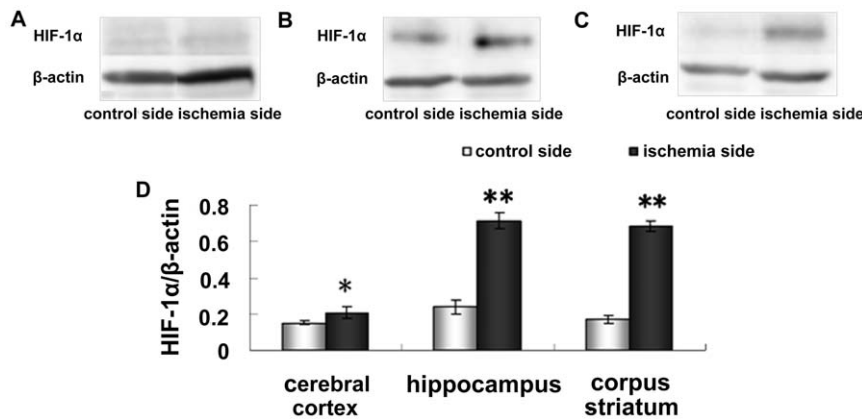 A
HIF-1α
β-actin
control side ischemia side
B
HIF-1α
β-actin
control side ischemia side
C
HIF-1α
β-actin
control side ischemia side
control side
ischemia side
D
HIF-1α/β-actin
0.8
0.6
0.4
0.2
0
*
**
**
cerebral
cortex
hippocampus
corpus
striatum